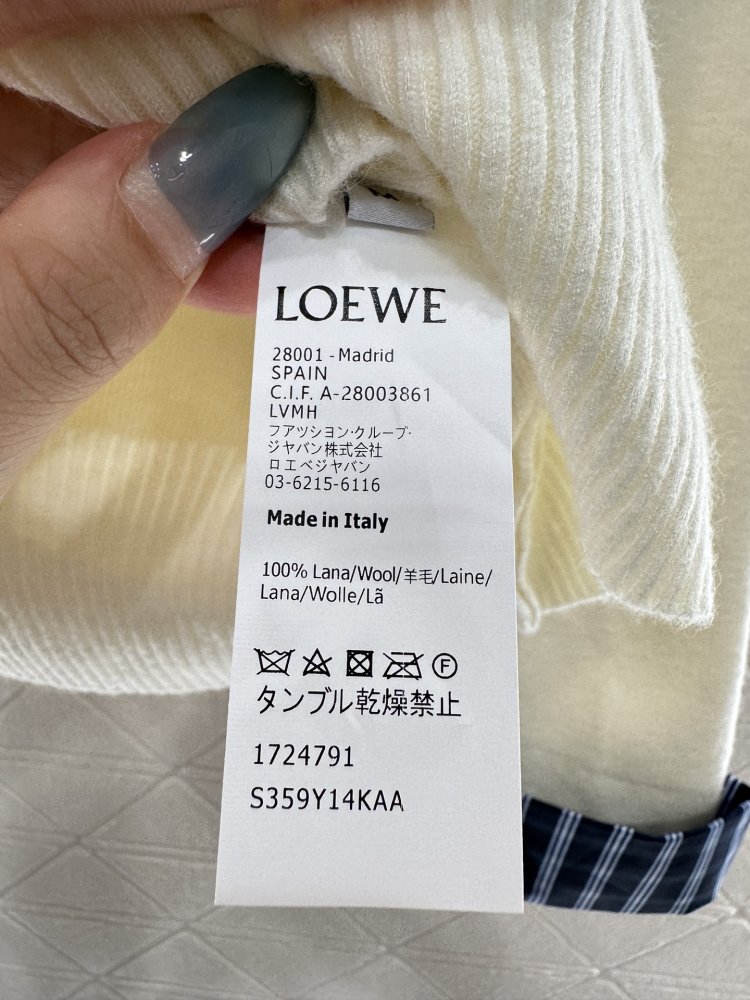 LOEWE
28001 - Madrid
SPAIN
C.I.F. A-28003861
LVMH
フアツシヨン・クルーブ・
ジヤバン株式会社
ロエベジヤバン
03-6215-6116
Made in Italy
100% Lana/Wool/羊毛/Laine/
Lana/Wolle/Lã
F
タンブル乾燥禁止
1724791
S359Y14KAA